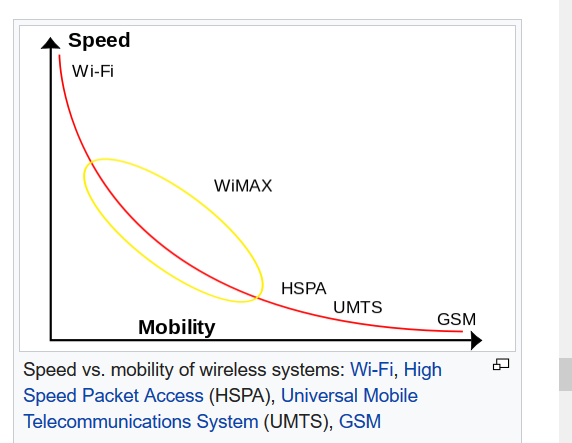 Speed
Wi-Fi
WiMAX
HSPA
UMTS
GSM
Mobility
Speed vs. mobility of wireless systems: Wi-Fi, High
Speed Packet Access (HSPA), Universal Mobile
Telecommunications System (UMTS), GSM